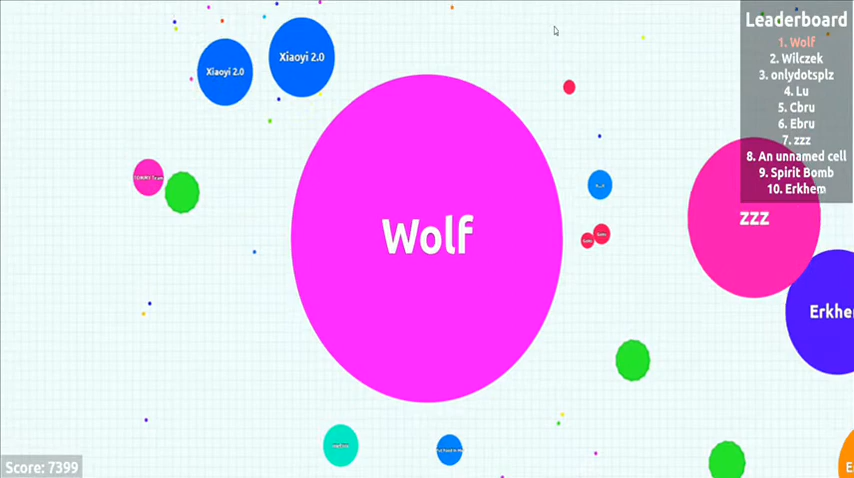 Leaderboard
1. Wolf
2. Wilczek
3. onlydotsplz
4. Lu
5. Cbru
6. Ebru
7. zzz
8. An unnamed cell
9. Spirit Bomb
10. Erkhem
Xiaoyi 2.0
Xiaoyi 2.0
Wolf
zzz
Erkhe
E
Score: 7399